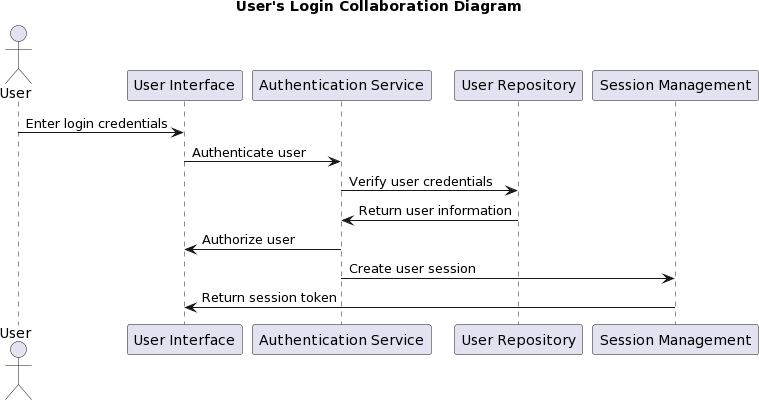 User's Login Collaboration Diagram
User
User Interface
Authentication Service
User Repository
Session Management
Enter login credentials
Authenticate user
Verify user credentials
Return user information
Authorize user
Create user session
Return session token
User
User Interface
Authentication Service
User Repository
Session Management